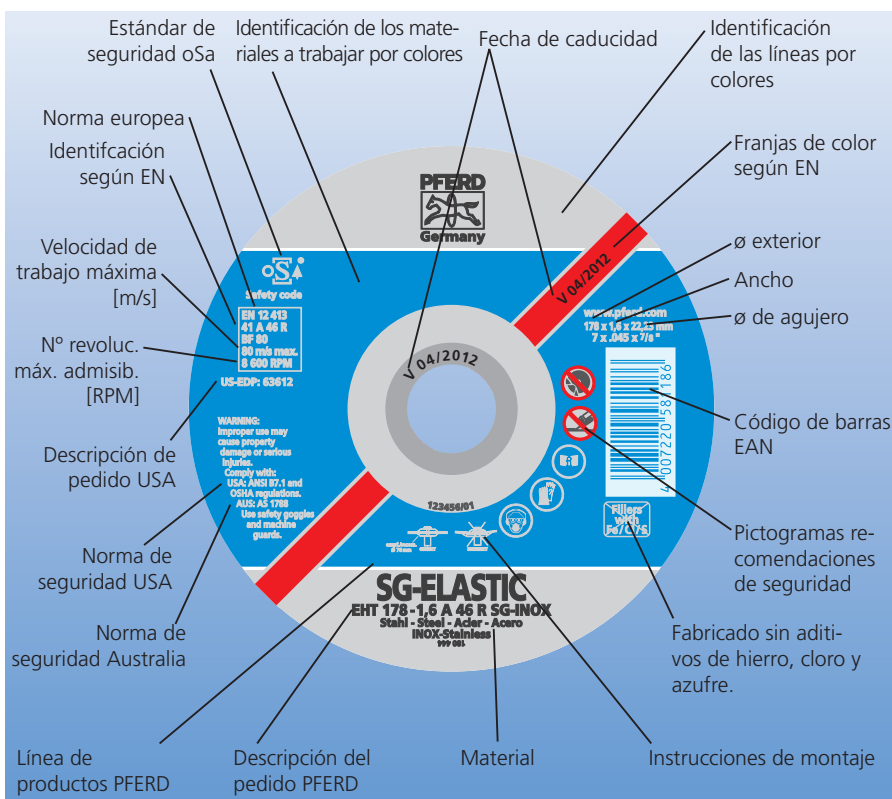 Estándar de
seguridad oSa
Identificación de los mate-
riales a trabajar por colores
Fecha de caducidad
Identificación
de las líneas por
colores
Norma europea
Identifcación
según EN
Franjas de color
según EN
Velocidad de
trabajo máxima
[m/s]
ø exterior
Ancho
ø de agujero
Nº revoluc.
máx. admisib.
[RPM]
Código de barras
EAN
Descripción de
pedido USA
Norma de
seguridad USA
Pictogramas re-
comendaciones
de seguridad
Norma de
seguridad Australia
Fabricado sin aditi-
vos de hierro, cloro y
azufre.
Línea de
productos PFERD
Descripción del
pedido PFERD
Material
Instrucciones de montaje
PFERD
Germany
oSa
Safety code
EN 12 413
41 A 46 R
BF 80
80 m/s max.
8 600 RPM
US-EDP: 63612
WARNING:
Improper use may
cause property
damage or serious
injuries.
Comply with:
USA: ANSI B7.1 and
OSHA regulations.
AUS: AS 1788
Use safety goggles
and machine
guards.
V 04/2012
V 04/2012
www.pferd.com
178 x 1,6 x 22,23 mm
7 x .045 x 7/8 "
4 007220 587186
Fillers
with
Fe / Cl / S
123456/01
SG-ELASTIC
EHT 178-1,6 A 46 R SG-INOX
Stahl - Steel - Acier - Acero
INOX-Stainless